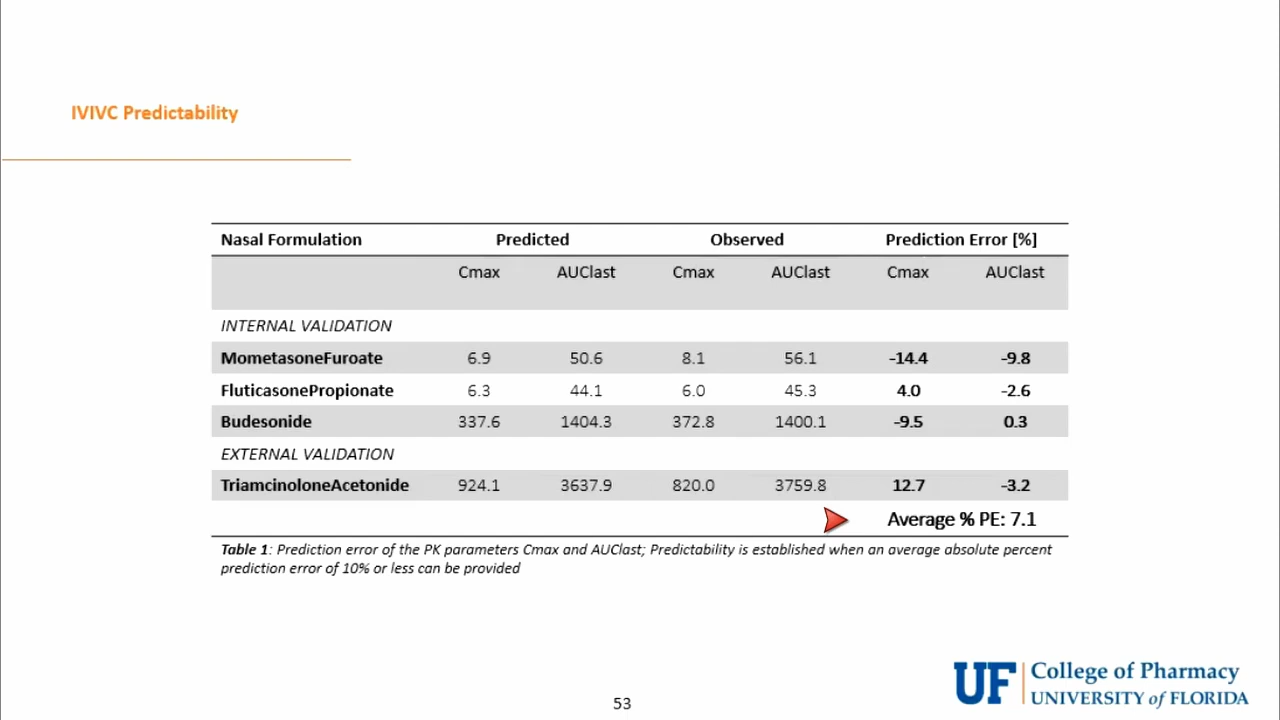 IVIVC Predictability
Nasal Formulation Predicted Observed Prediction Error [%]
Cmax AUClast Cmax AUClast Cmax AUClast
INTERNAL VALIDATION
MometasoneFuroate 6.9 50.6 8.1 56.1 -14.4 -9.8
FluticasonePropionate 6.3 44.1 6.0 45.3 4.0 -2.6
Budesonide 337.6 1404.3 372.8 1400.1 -9.5 0.3
EXTERNAL VALIDATION
TriamcinoloneAcetonide 924.1 3637.9 820.0 3759.8 12.7 -3.2
Average % PE: 7.1
Table 1: Prediction error of the PK parameters Cmax and AUClast; Predictability is established when an average absolute percent
prediction error of 10% or less can be provided
UF College of Pharmacy
UNIVERSITY of FLORIDA
53